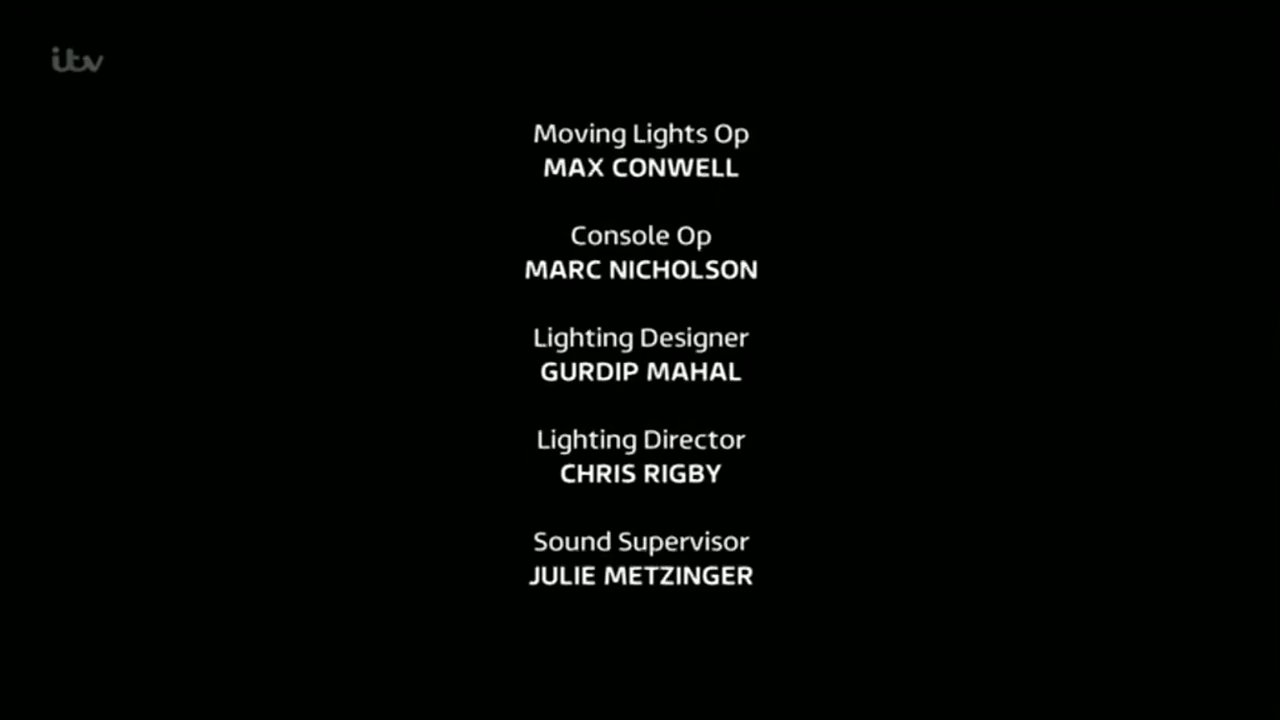 itv
Moving Lights Op
MAX CONWELL
Console Op
MARC NICHOLSON
Lighting Designer
GURDIP MAHAL
Lighting Director
CHRIS RIGBY
Sound Supervisor
JULIE METZINGER